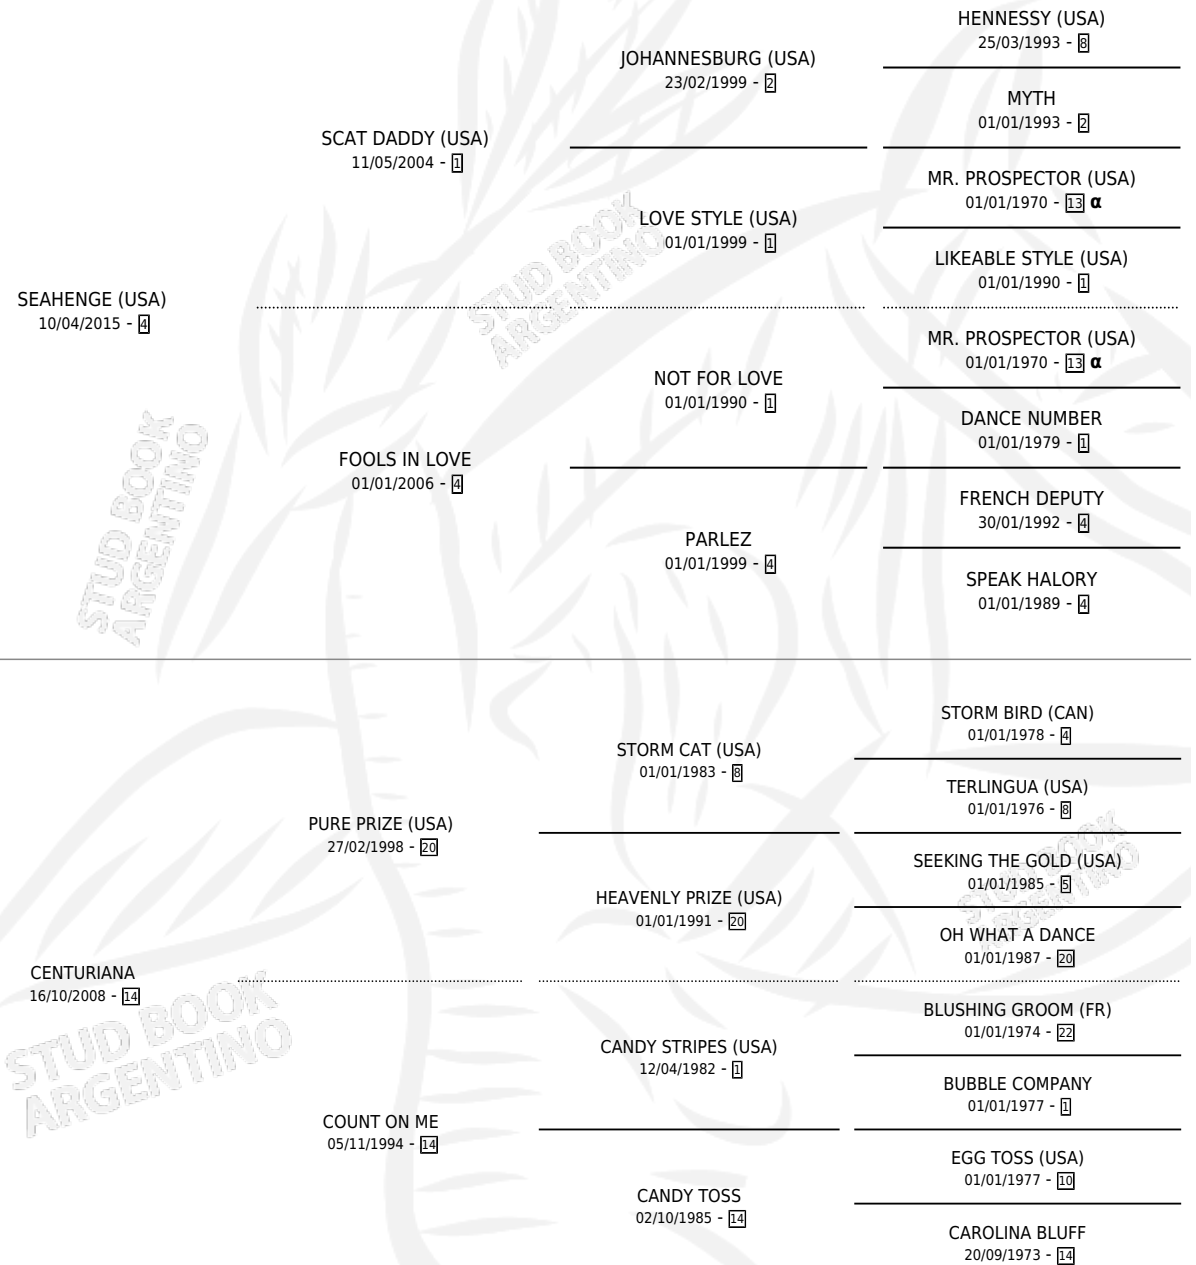 HENNESSY (USA)
25/03/1993 - 8
JOHANNESBURG (USA)
23/02/1999 - 2
MYTH
01/01/1993 - 2
SCAT DADDY (USA)
11/05/2004 - 1
MR. PROSPECTOR (USA)
01/01/1970 - 13 α
LOVE STYLE (USA)
01/01/1999 - 1
LIKEABLE STYLE (USA)
01/01/1990 - 1
SEAHENGE (USA)
10/04/2015 - 4
MR. PROSPECTOR (USA)
01/01/1970 - 13 α
NOT FOR LOVE
01/01/1990 - 1
DANCE NUMBER
01/01/1979 - 1
FOOLS IN LOVE
01/01/2006 - 4
FRENCH DEPUTY
30/01/1992 - 4
PARLEZ
01/01/1999 - 4
SPEAK HALORY
01/01/1989 - 4
STORM BIRD (CAN)
01/01/1978 - 4
STORM CAT (USA)
01/01/1983 - 8
TERLINGUA (USA)
01/01/1976 - 8
PURE PRIZE (USA)
27/02/1998 - 20
SEEKING THE GOLD (USA)
01/01/1985 - 5
HEAVENLY PRIZE (USA)
01/01/1991 - 20
OH WHAT A DANCE
01/01/1987 - 20
CENTURIANA
16/10/2008 - 14
BLUSHING GROOM (FR)
01/01/1974 - 22
CANDY STRIPES (USA)
12/04/1982 - 1
BUBBLE COMPANY
01/01/1977 - 1
COUNT ON ME
05/11/1994 - 14
EGG TOSS (USA)
01/01/1977 - 10
CANDY TOSS
02/10/1985 - 14
CAROLINA BLUFF
20/09/1973 - 14
STUD BOOK
ARGENTINO
STUD BOOK
ARGENTINO
STUD BOOK
ARGENTINO
STUD BOOK
ARGENTINO